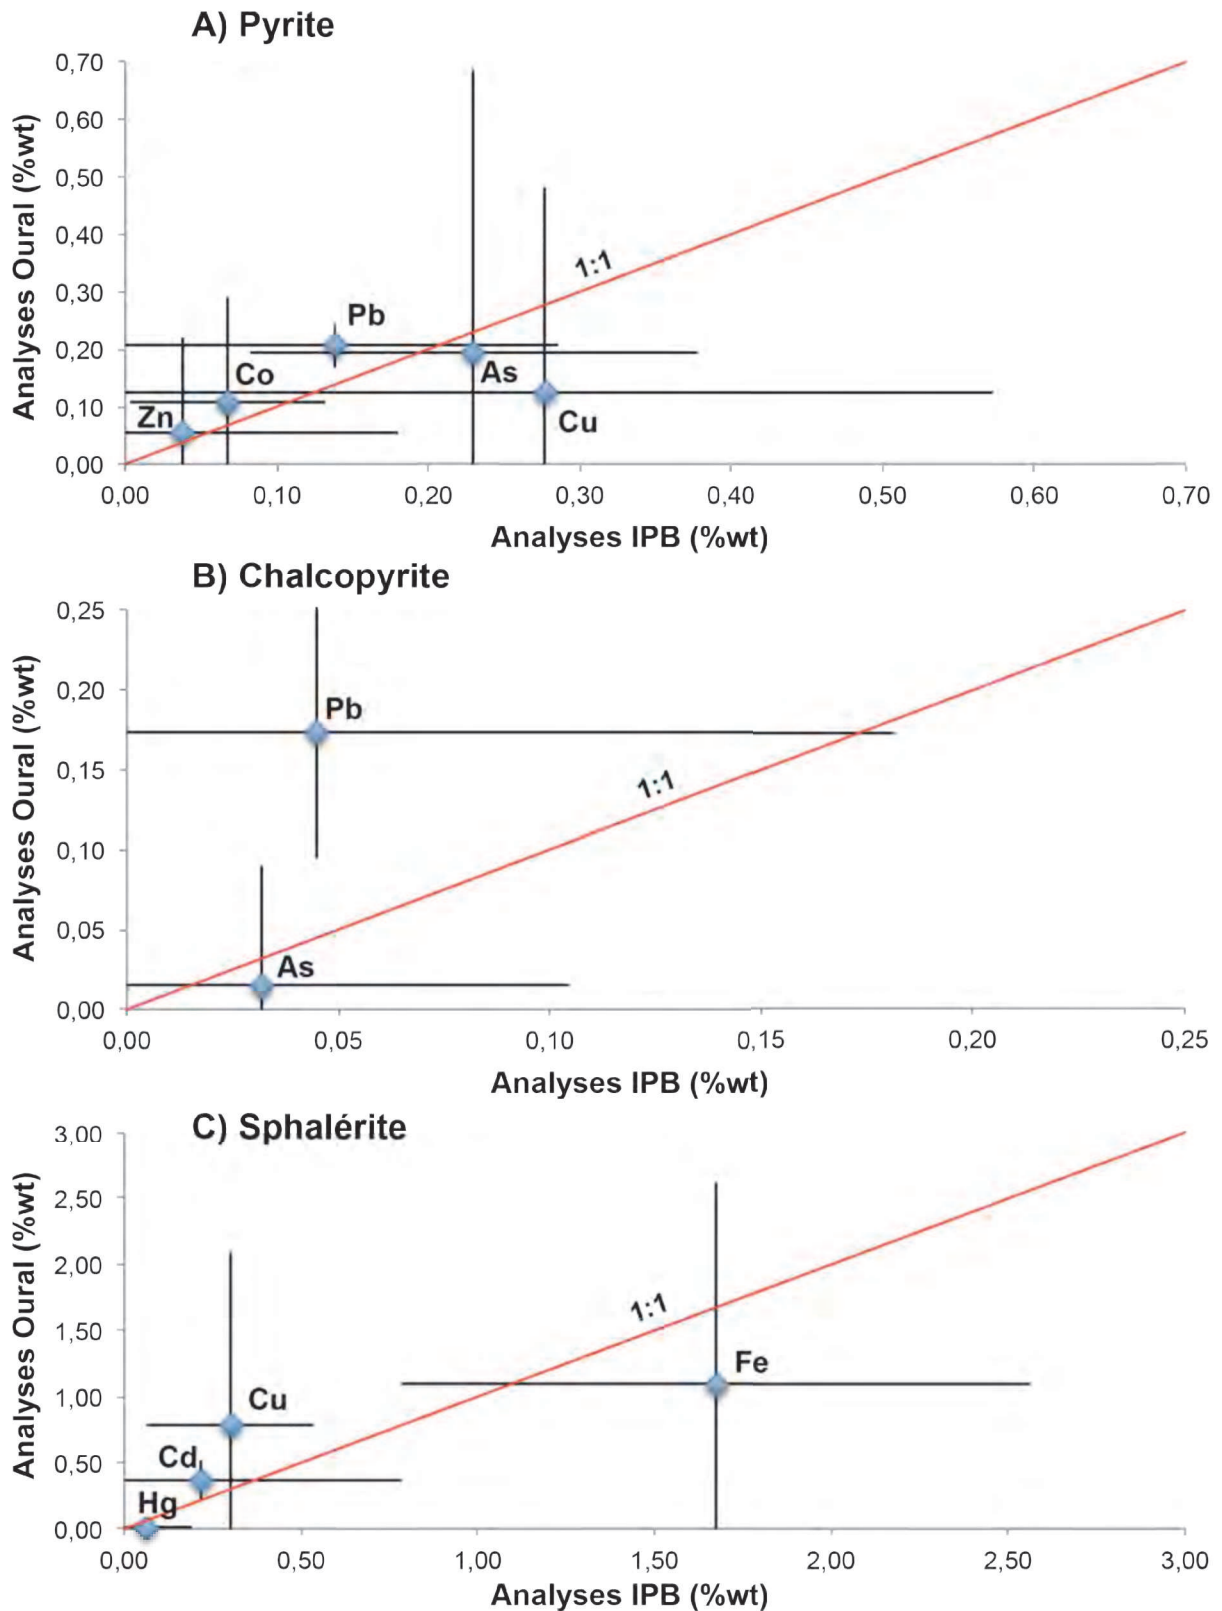 A) Pyrite
Analyses Oural (%wt)
0,70
0,60
0,50
0,40
0,30
0,20
0,10
0,00
1:1
Pb
Co
As
Zn
Cu
0,00 0,10 0,20 0,30 0,40 0,50 0,60 0,70
Analyses IPB (%wt)
B) Chalcopyrite
Analyses Oural (%wt)
0,25
0,20
0,15
0,10
0,05
0,00
Pb
1:1
As
0,00 0,05 0,10 0,15 0,20 0,25
Analyses IPB (%wt)
C) Sphalérite
Analyses Oural (%wt)
3,00
2,50
2,00
1,50
1,00
0,50
0,00
1:1
Fe
Cu
Cd
Hg
0,00 0,50 1,00 1,50 2,00 2,50 3,00
Analyses IPB (%wt)